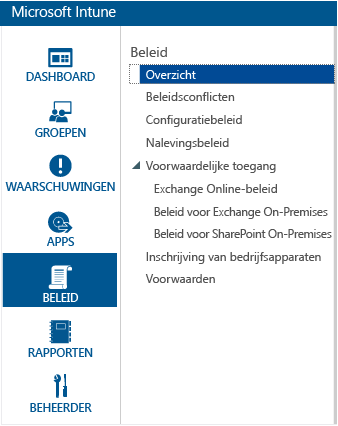 Microsoft Intune
DASHBOARD
GROEPEN
WAARSCHUWINGEN
APPS
BELEID
RAPPORTEN
BEHEERDER
Beleid
Overzicht
Beleidsconflicten
Configuratiebeleid
Nalevingsbeleid
Voorwaardelijke toegang
Exchange Online-beleid
Beleid voor Exchange On-Premises
Beleid voor SharePoint On-Premises
Inschrijving van bedrijfsapparaten
Voorwaarden